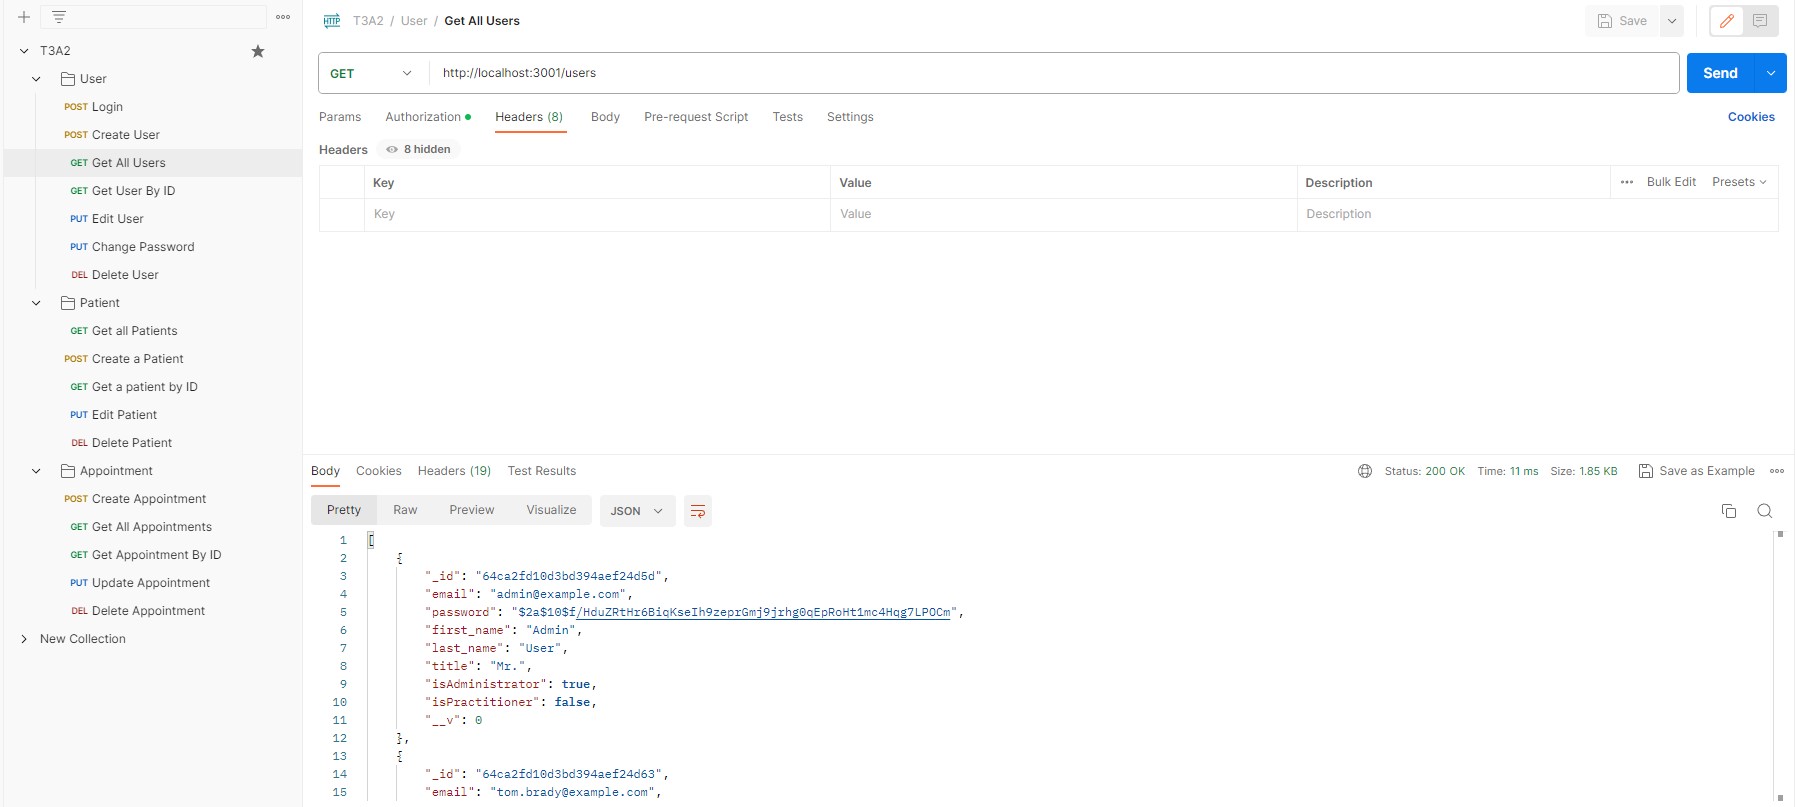 T3A2
User
POST Login
POST Create User
GET Get All Users
GET Get User By ID
PUT Edit User
PUT Change Password
DEL Delete User
Patient
GET Get all Patients
POST Create a Patient
GET Get a patient by ID
PUT Edit Patient
DEL Delete Patient
Appointment
POST Create Appointment
GET Get All Appointments
GET Get Appointment By ID
PUT Update Appointment
DEL Delete Appointment
New Collection
HTTP T3A2 / User / Get All Users
Save
GET http://localhost:3001/users
Send
Params Authorization Headers (8) Body Pre-request Script Tests Settings Cookies
Headers 8 hidden
Key Value Description Bulk Edit Presets
Key Value Description
Body Cookies Headers (19) Test Results Status: 200 OK Time: 11 ms Size: 1.85 KB Save as Example
Pretty Raw Preview Visualize JSON
1 [
2 {
3 "_id": "64ca2fd10d3bd394aef24d5d",
4 "email": "admin@example.com",
5 "password": "$2a$10$f/HduZRtHr6BiqKseIh9zeprGmj9jrhg0qEpRoHt1mc4Hqg7LPOCm",
6 "first_name": "Admin",
7 "last_name": "User",
8 "title": "Mr.",
9 "isAdministrator": true,
10 "isPractitioner": false,
11 "__v": 0
12 },
13 {
14 "_id": "64ca2fd10d3bd394aef24d63",
15 "email": "tom.brady@example.com",